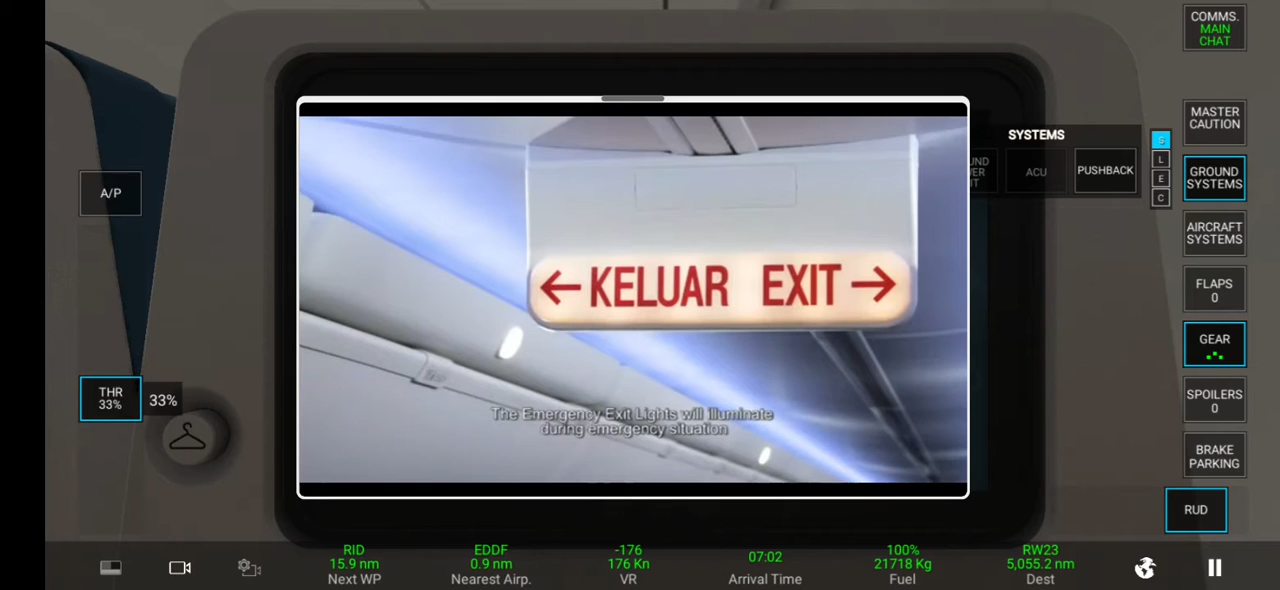 COMMS.
MAIN
CHAT
MASTER
CAUTION
SYSTEMS
S
L
E
C
ACU
PUSHBACK
GROUND
SYSTEMS
A/P
AIRCRAFT
SYSTEMS
← KELUAR EXIT →
FLAPS
0
GEAR
THR
33%
33%
SPOILERS
0
The Emergency Exit Lights will illuminate
during emergency situation
BRAKE
PARKING
RUD
RID
15.9 nm
Next WP
EDDF
0.9 nm
Nearest Airp.
-176
176 Kn
VR
07:02
Arrival Time
100%
21718 Kg
Fuel
RW23
5,055.2 nm
Dest